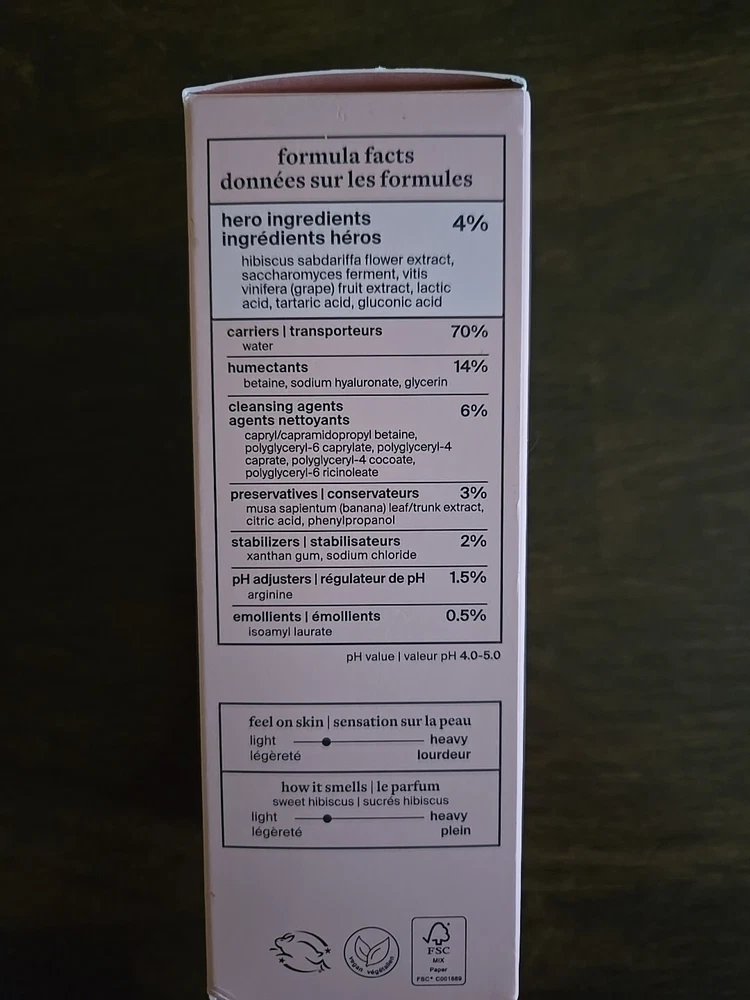 formula facts
données sur les formules
hero ingredients 4%
ingrédients héros
hibiscus sabdariffa flower extract,
saccharomyces ferment, vitis
vinifera (grape) fruit extract, lactic
acid, tartaric acid, gluconic acid
carriers | transporteurs 70%
water
humectants 14%
betaine, sodium hyaluronate, glycerin
cleansing agents 6%
agents nettoyants
capryl/capramidopropyl betaine,
polyglyceryl-6 caprylate, polyglyceryl-4
caprate, polyglyceryl-4 cocoate,
polyglyceryl-6 ricinoleate
preservatives | conservateurs 3%
musa sapientum (banana) leaf/trunk extract,
citric acid, phenylpropanol
stabilizers | stabilisateurs 2%
xanthan gum, sodium chloride
pH adjusters | régulateur de pH 1.5%
arginine
emollients | émollients 0.5%
isoamyl laurate
pH value | valeur pH 4.0-5.0
feel on skin | sensation sur la peau
light heavy
légèreté lourdeur
how it smells | le parfum
sweet hibiscus | sucrés hibiscus
light heavy
légèreté plein
vegan végétalien
FSC
MIX
Paper
FSC® C001889